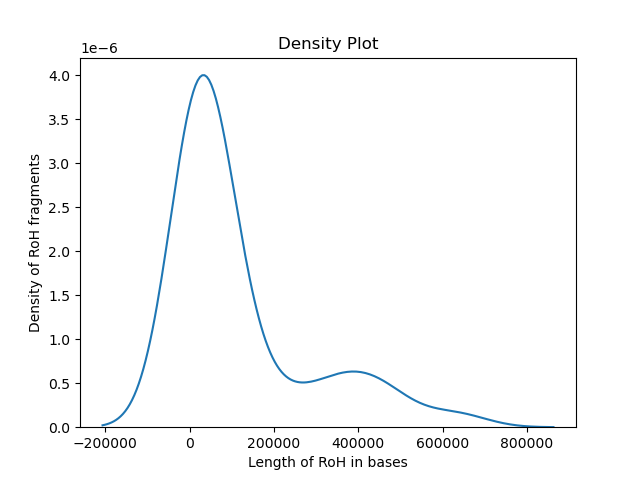 Density Plot
1e−6
4.0
3.5
3.0
2.5
2.0
1.5
1.0
0.5
0.0
Density of RoH fragments
−200000 0 200000 400000 600000 800000
Length of RoH in bases